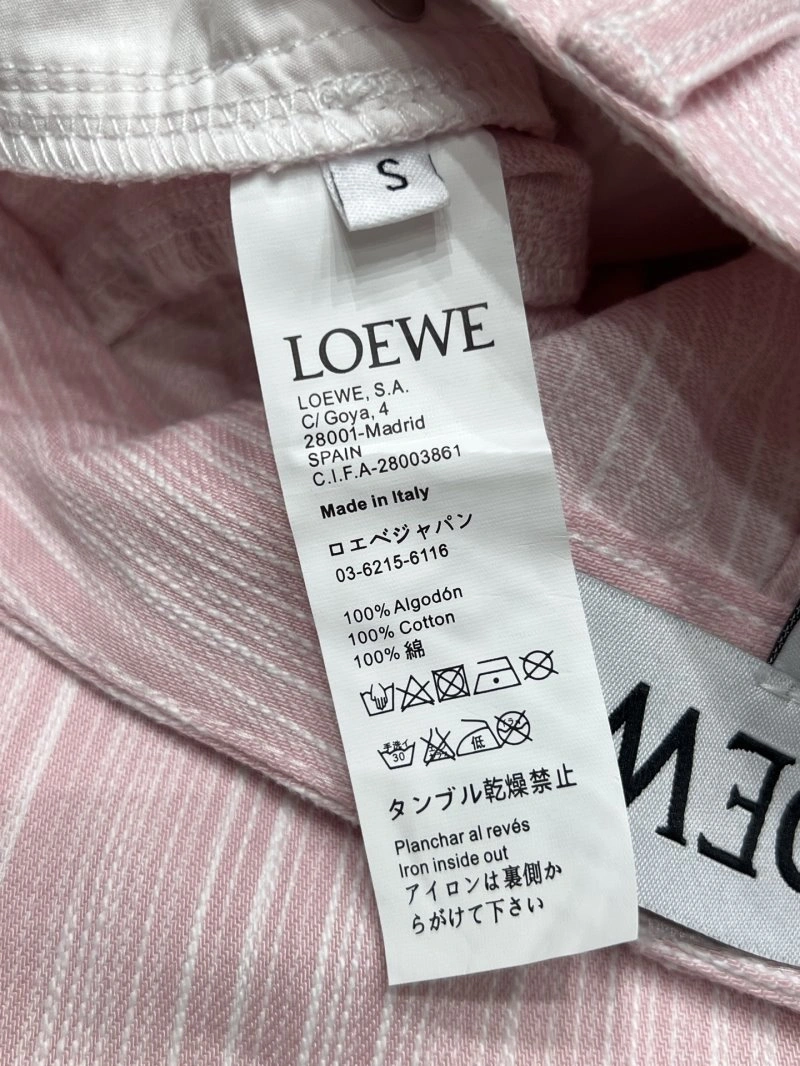 S
LOEWE
LOEWE, S.A.
C/ Goya, 4
28001-Madrid
SPAIN
C.I.F.A-28003861
Made in Italy
ロエベジャパン
03-6215-6116
100% Algodón
100% Cotton
100% 綿
手洗イ
30
低
タンブル乾燥禁止
Planchar al revés
Iron inside out
アイロンは裏側か
らがけて下さい
OEW